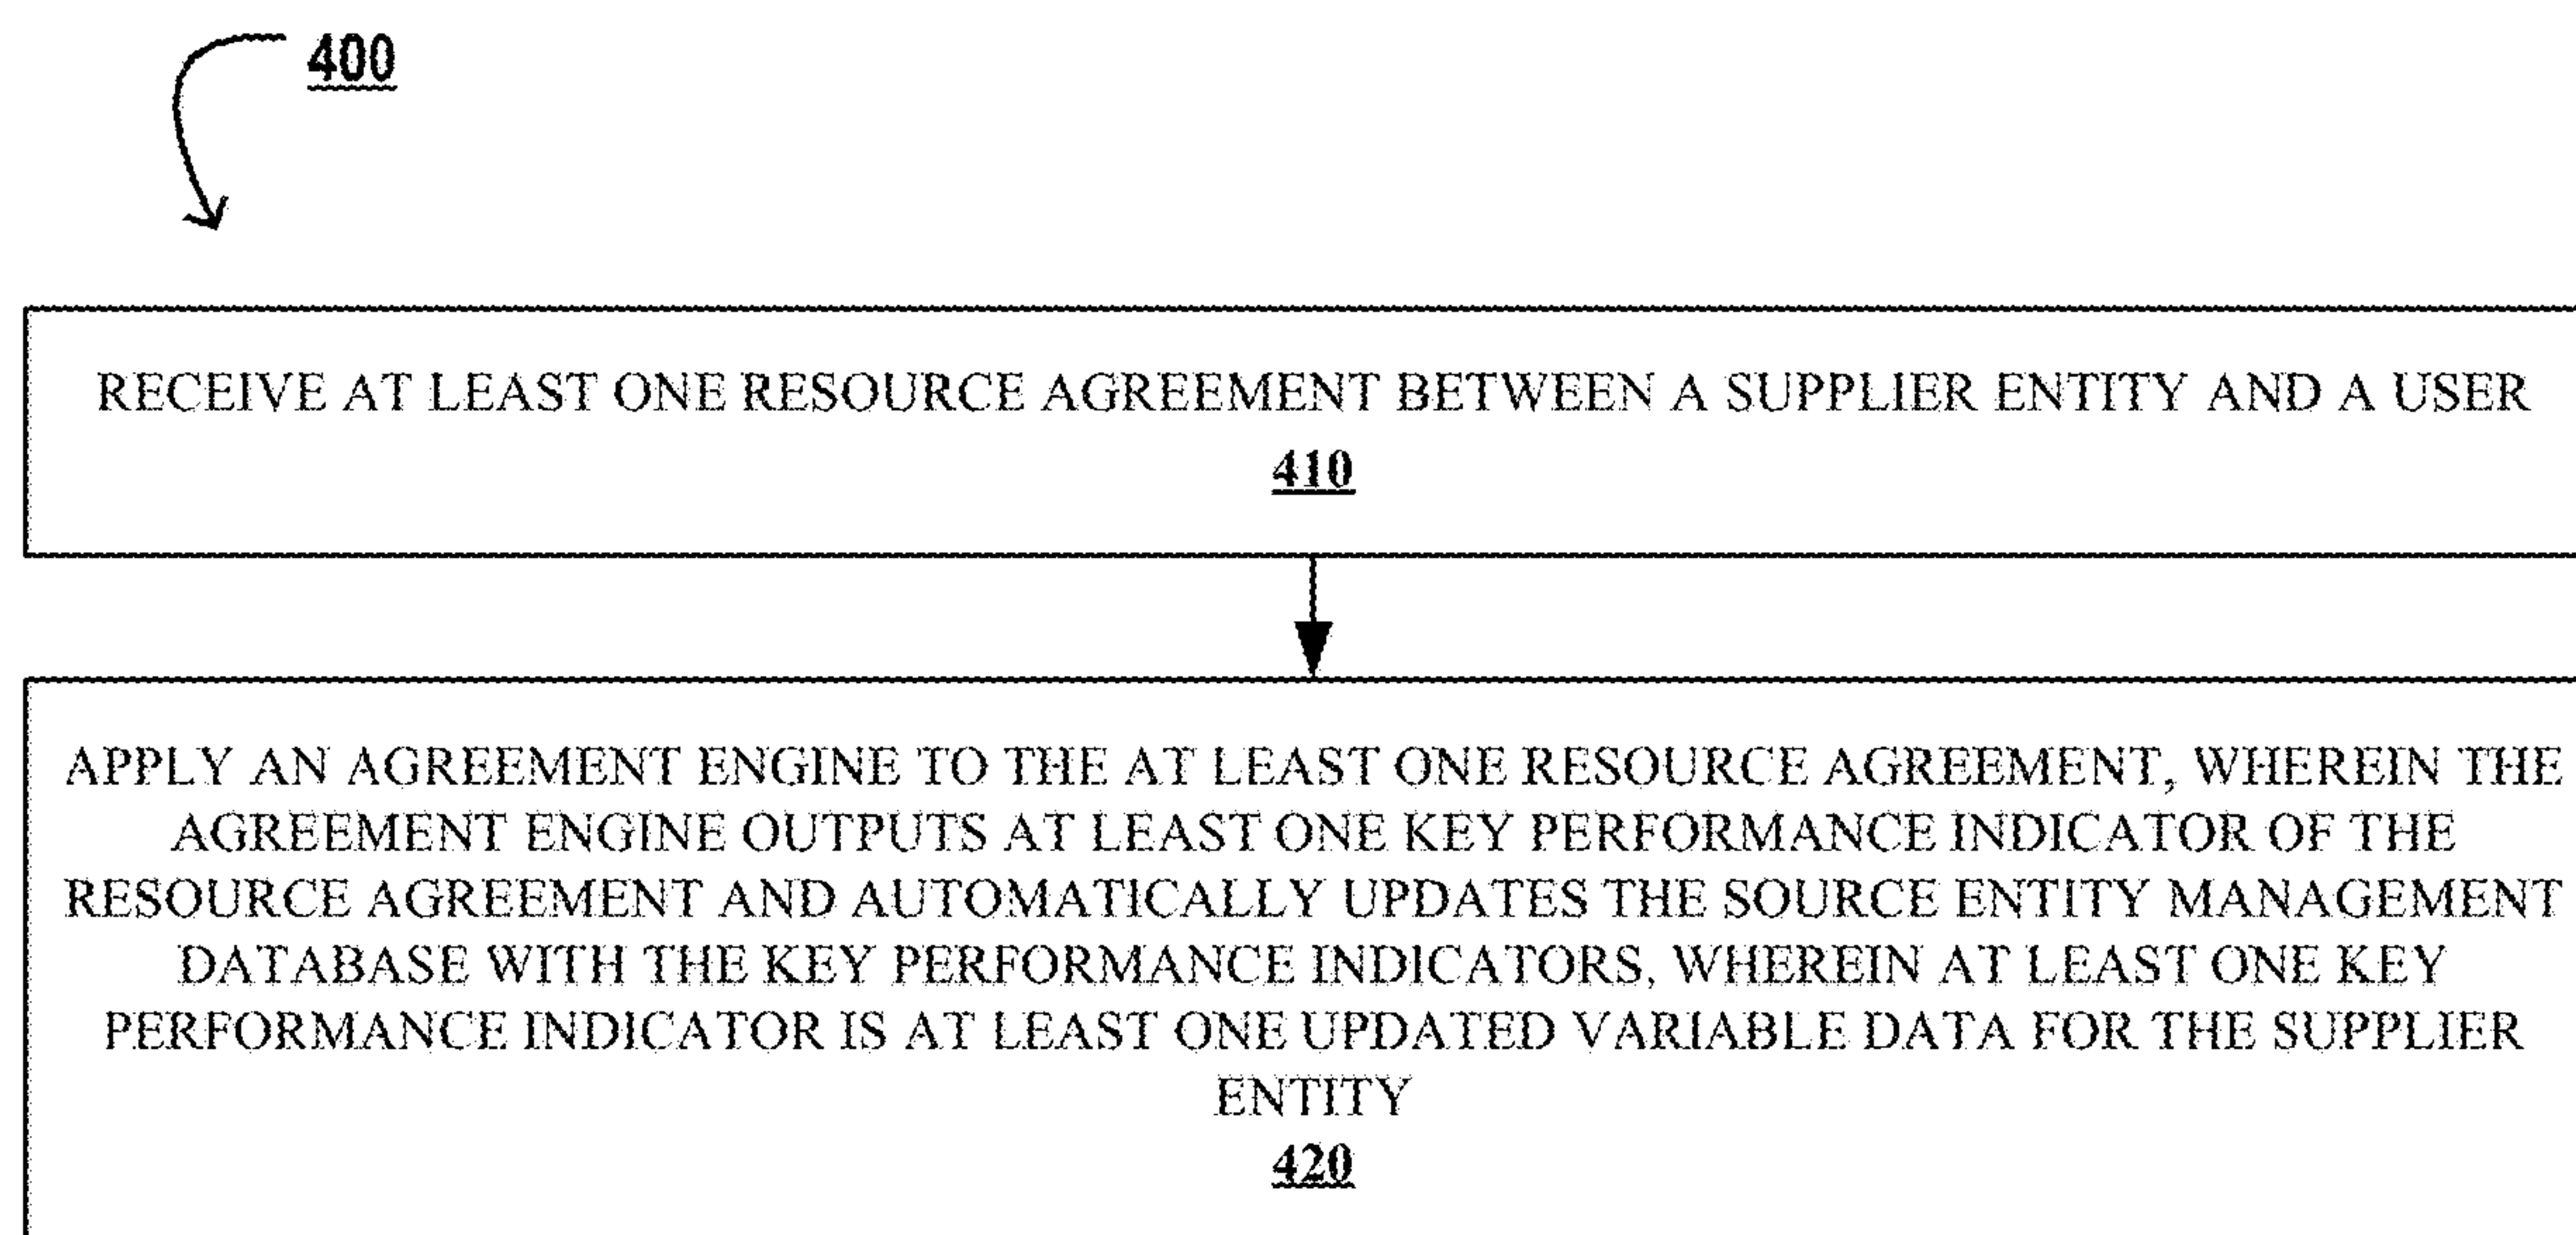 400
RECEIVE AT LEAST ONE RESOURCE AGREEMENT BETWEEN A SUPPLIER ENTITY AND A USER
410
APPLY AN AGREEMENT ENGINE TO THE AT LEAST ONE RESOURCE AGREEMENT, WHEREIN THE
AGREEMENT ENGINE OUTPUTS AT LEAST ONE KEY PERFORMANCE INDICATOR OF THE
RESOURCE AGREEMENT AND AUTOMATICALLY UPDATES THE SOURCE ENTITY MANAGEMENT
DATABASE WITH THE KEY PERFORMANCE INDICATORS, WHEREIN AT LEAST ONE KEY
PERFORMANCE INDICATOR IS AT LEAST ONE UPDATED VARIABLE DATA FOR THE SUPPLIER
ENTITY
420